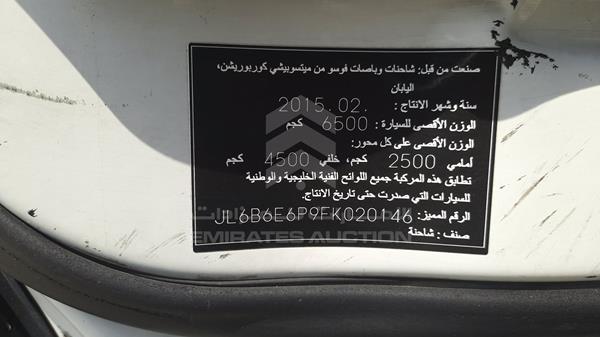 صنعت من قبل: شاحنات وباصات فوسو من ميتسوبيشي كوربوريشن،
اليابان
سنة وشهر الانتاج : 2015.02.
الوزن الأقصى للسيارة : 6500 كجم
الوزن الأقصى على كل محور:
أمامي 2500 كجم، خلفي 4500 كجم
تطابق هذه المركبة جميع اللوائح الفنية الخليجية والوطنية
للسيارات التي صدرت حتى تاريخ الانتاج.
الرقم المميز: JL6B6E6P9FK020146
صنف : شاحنة
EMIRATES AUCTION